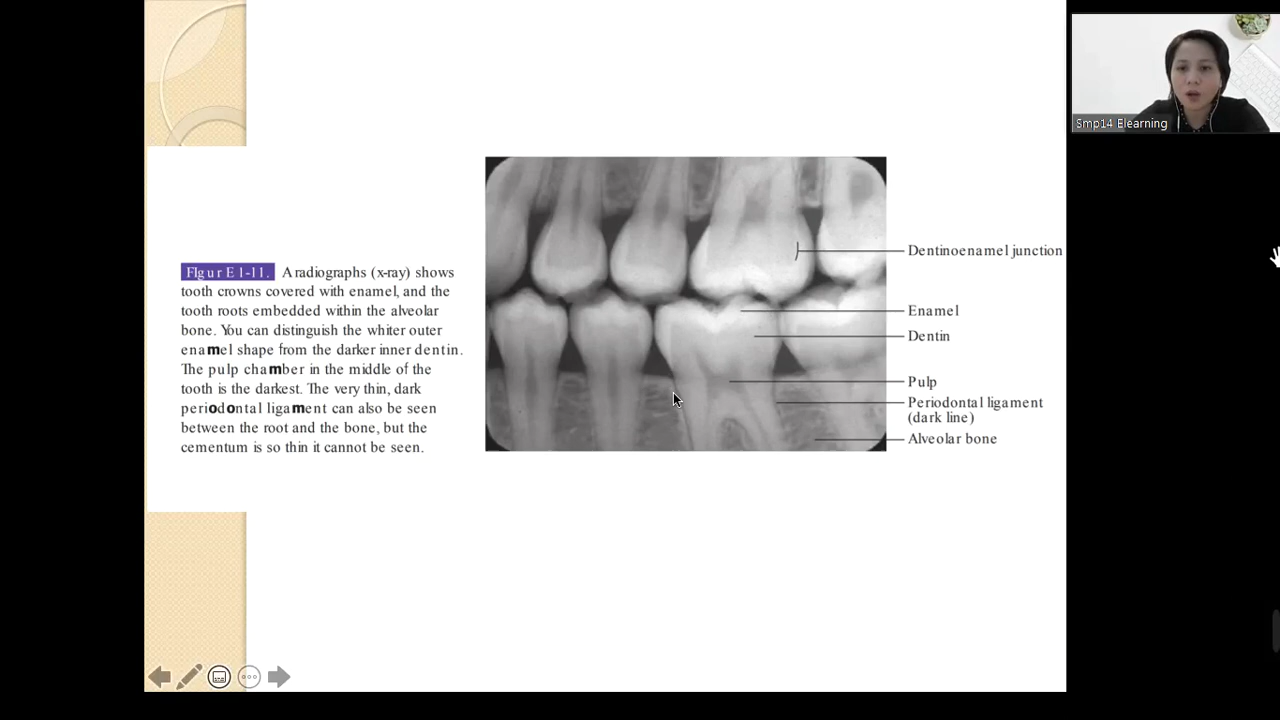 Smp14 Elearning
FIgurE 1-11. A radiographs (x-ray) shows
tooth crowns covered with enamel, and the
tooth roots embedded within the alveolar
bone. You can distinguish the whiter outer
enamel shape from the darker inner dentin.
The pulp chamber in the middle of the
tooth is the darkest. The very thin, dark
periodontal ligament can also be seen
between the root and the bone, but the
cementum is so thin it cannot be seen.
Dentinoenamel junction
Enamel
Dentin
Pulp
Periodontal ligament
(dark line)
Alveolar bone